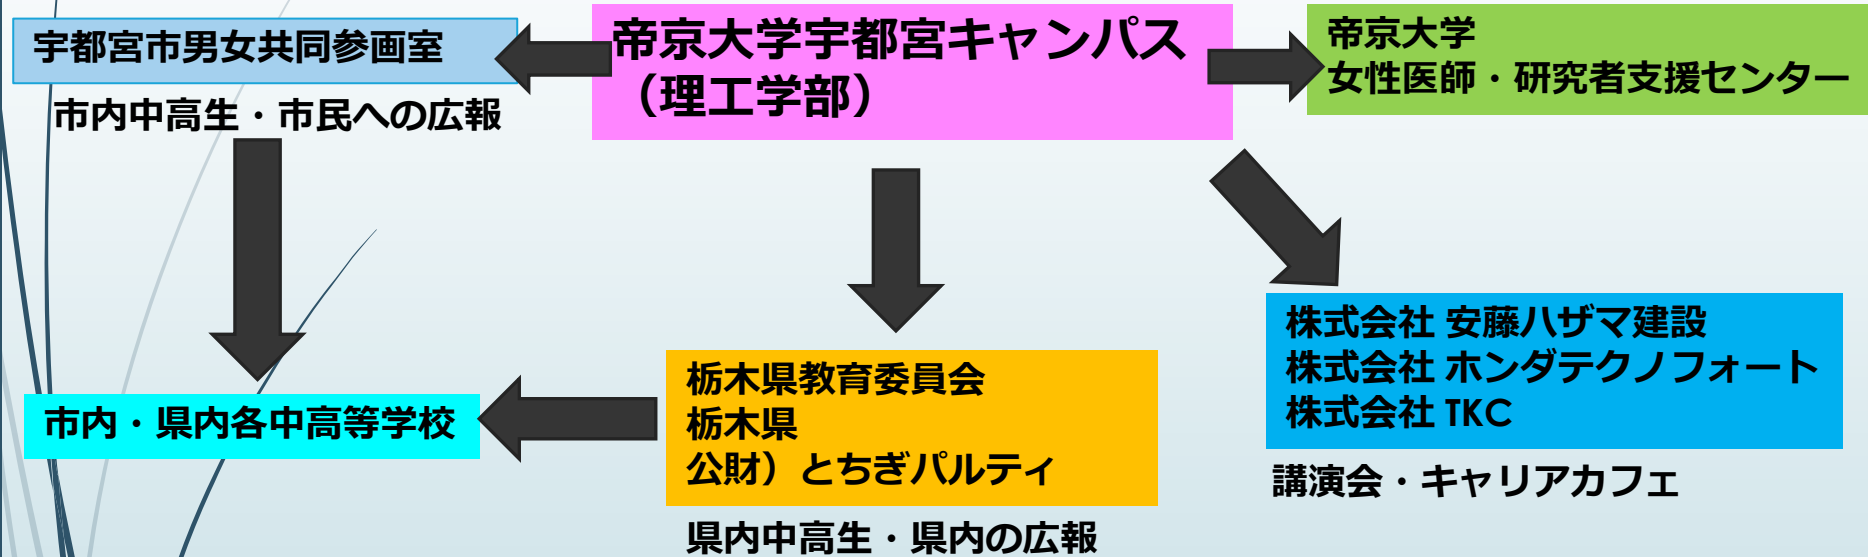 宇都宮市男女共同参画室
市内中高生・市民への広報
帝京大学宇都宮キャンパス
（理工学部）
帝京大学
女性医師・研究者支援センター
市内・県内各中高等学校
栃木県教育委員会
栃木県
公財）とちぎパルティ
県内中高生・県内の広報
株式会社 安藤ハザマ建設
株式会社 ホンダテクノフォート
株式会社 TKC
講演会・キャリアカフェ